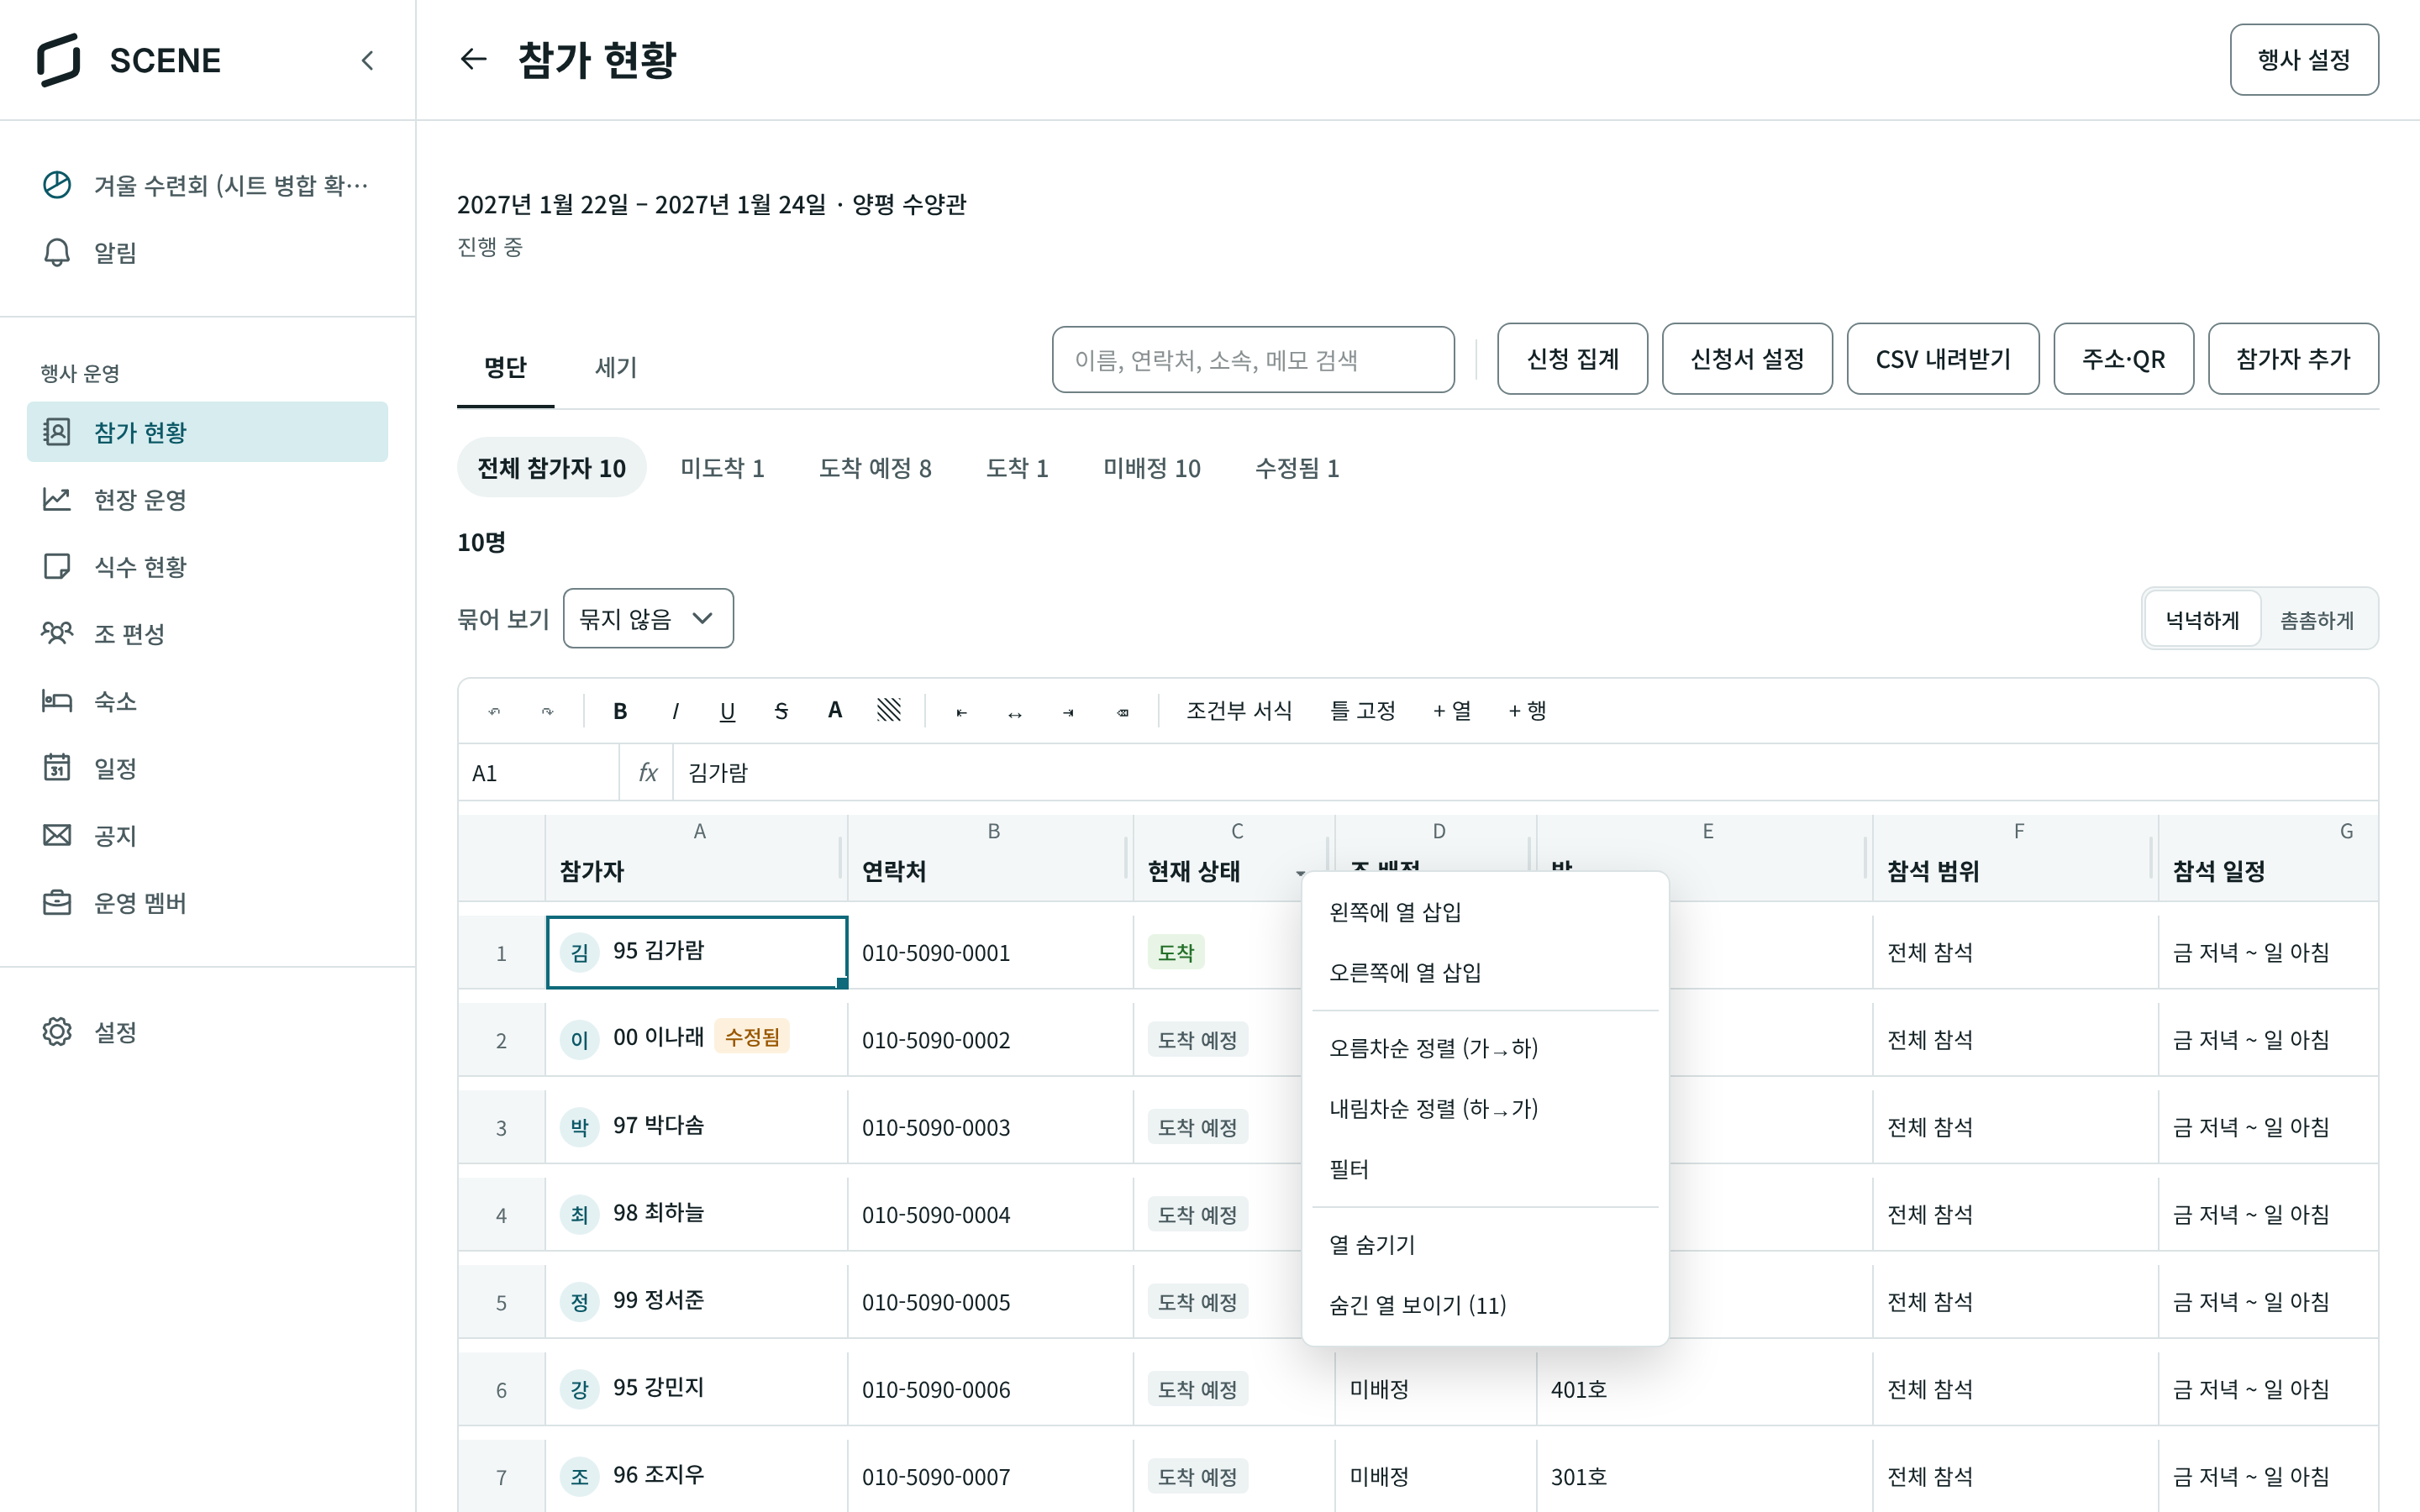 SCENE
참가 현황
행사 설정
겨울 수련회 (시트 병합 확…
알림
행사 운영
참가 현황
현장 운영
식수 현황
조 편성
숙소
일정
공지
운영 멤버
설정
2027년 1월 22일 – 2027년 1월 24일 · 양평 수양관
진행 중
명단 세기
이름, 연락처, 소속, 메모 검색
신청 집계 신청서 설정 CSV 내려받기 주소·QR 참가자 추가
전체 참가자 10 미도착 1 도착 예정 8 도착 1 미배정 10 수정됨 1
10명
묶어 보기 묶지 않음
넉넉하게 촘촘하게
B I U S A 조건부 서식 틀 고정 + 열 + 행
A1 fx 김가람
A B C D E F G
참가자 연락처 현재 상태 조 배정 방 참석 범위 참석 일정
1 김 95 김가람 010-5090-0001 도착 전체 참석 금 저녁 ~ 일 아침
2 이 00 이나래 수정됨 010-5090-0002 도착 예정 전체 참석 금 저녁 ~ 일 아침
3 박 97 박다솜 010-5090-0003 도착 예정 전체 참석 금 저녁 ~ 일 아침
4 최 98 최하늘 010-5090-0004 도착 예정 전체 참석 금 저녁 ~ 일 아침
5 정 99 정서준 010-5090-0005 도착 예정 전체 참석 금 저녁 ~ 일 아침
6 강 95 강민지 010-5090-0006 도착 예정 미배정 401호 전체 참석 금 저녁 ~ 일 아침
7 조 96 조지우 010-5090-0007 도착 예정 미배정 301호 전체 참석 금 저녁 ~ 일 아침
왼쪽에 열 삽입
오른쪽에 열 삽입
오름차순 정렬 (가→하)
내림차순 정렬 (하→가)
필터
열 숨기기
숨긴 열 보이기 (11)